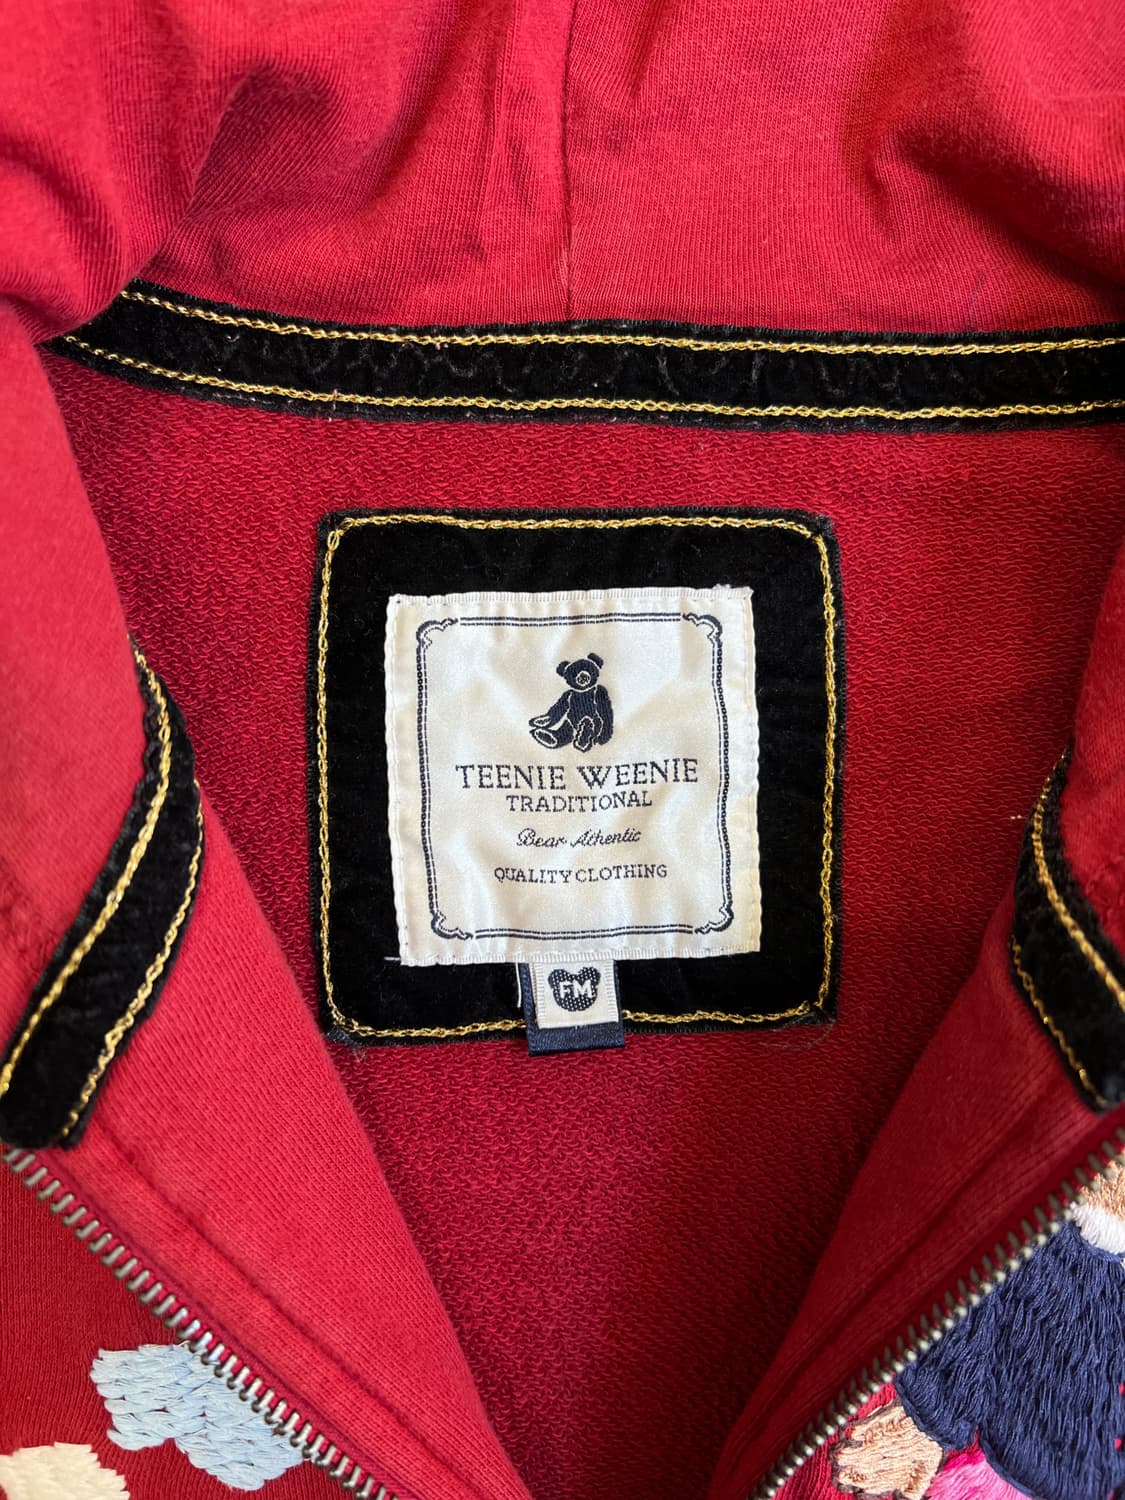 TEENIE WEENIE
TRADITIONAL
Bear Athentic
QUALITY CLOTHING
FM